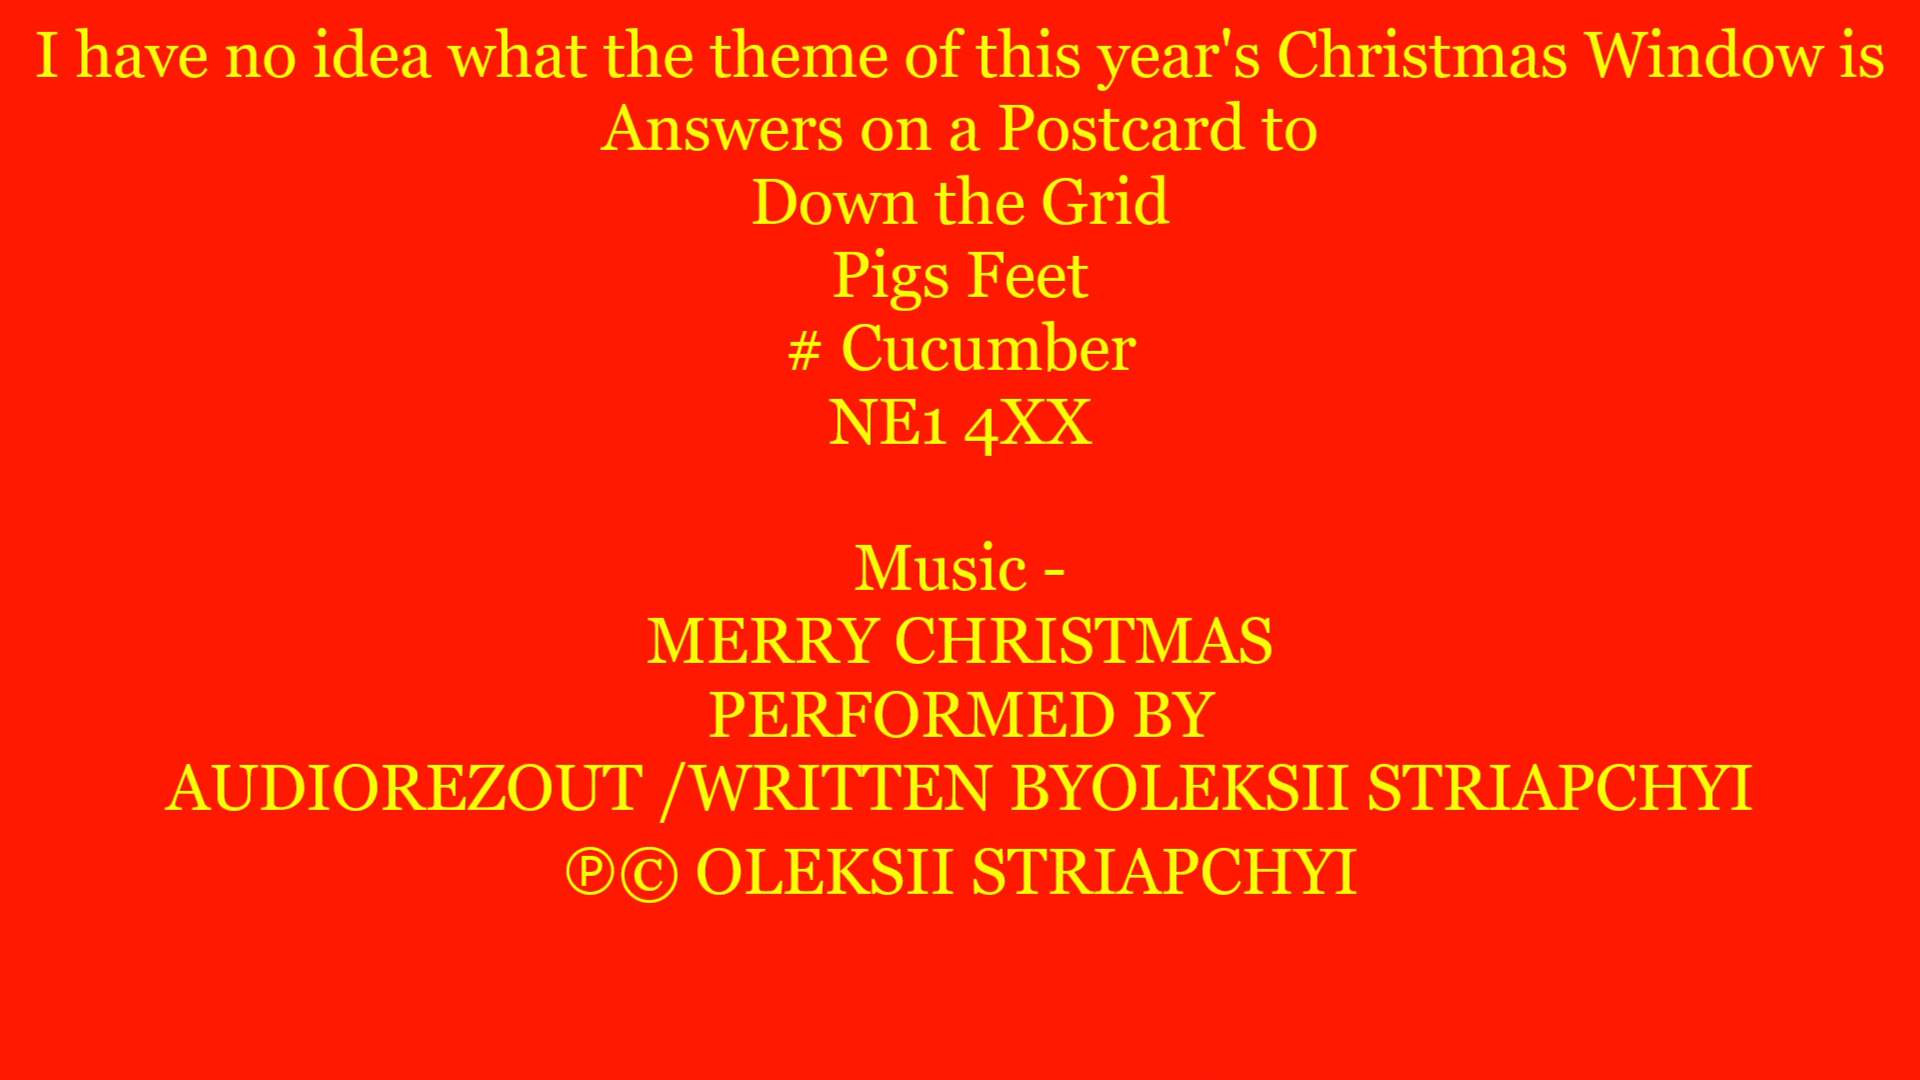 I have no idea what the theme of this year's Christmas Window is
Answers on a Postcard to
Down the Grid
Pigs Feet
# Cucumber
NE1 4XX
Music -
MERRY CHRISTMAS
PERFORMED BY
AUDIOREZOUT /WRITTEN BYOLEKSII STRIAPCHYI
℗© OLEKSII STRIAPCHYI